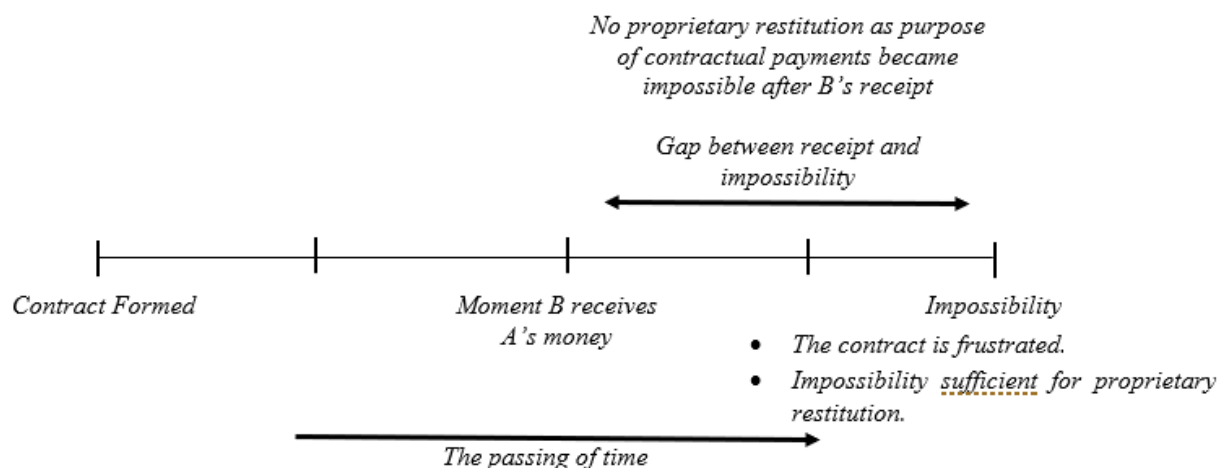 No proprietary restitution as purpose
of contractual payments became
impossible after B’s receipt
Gap between receipt and
impossibility
Contract Formed
Moment B receives
A’s money
Impossibility
• The contract is frustrated.
• Impossibility sufficient for proprietary
restitution.
The passing of time